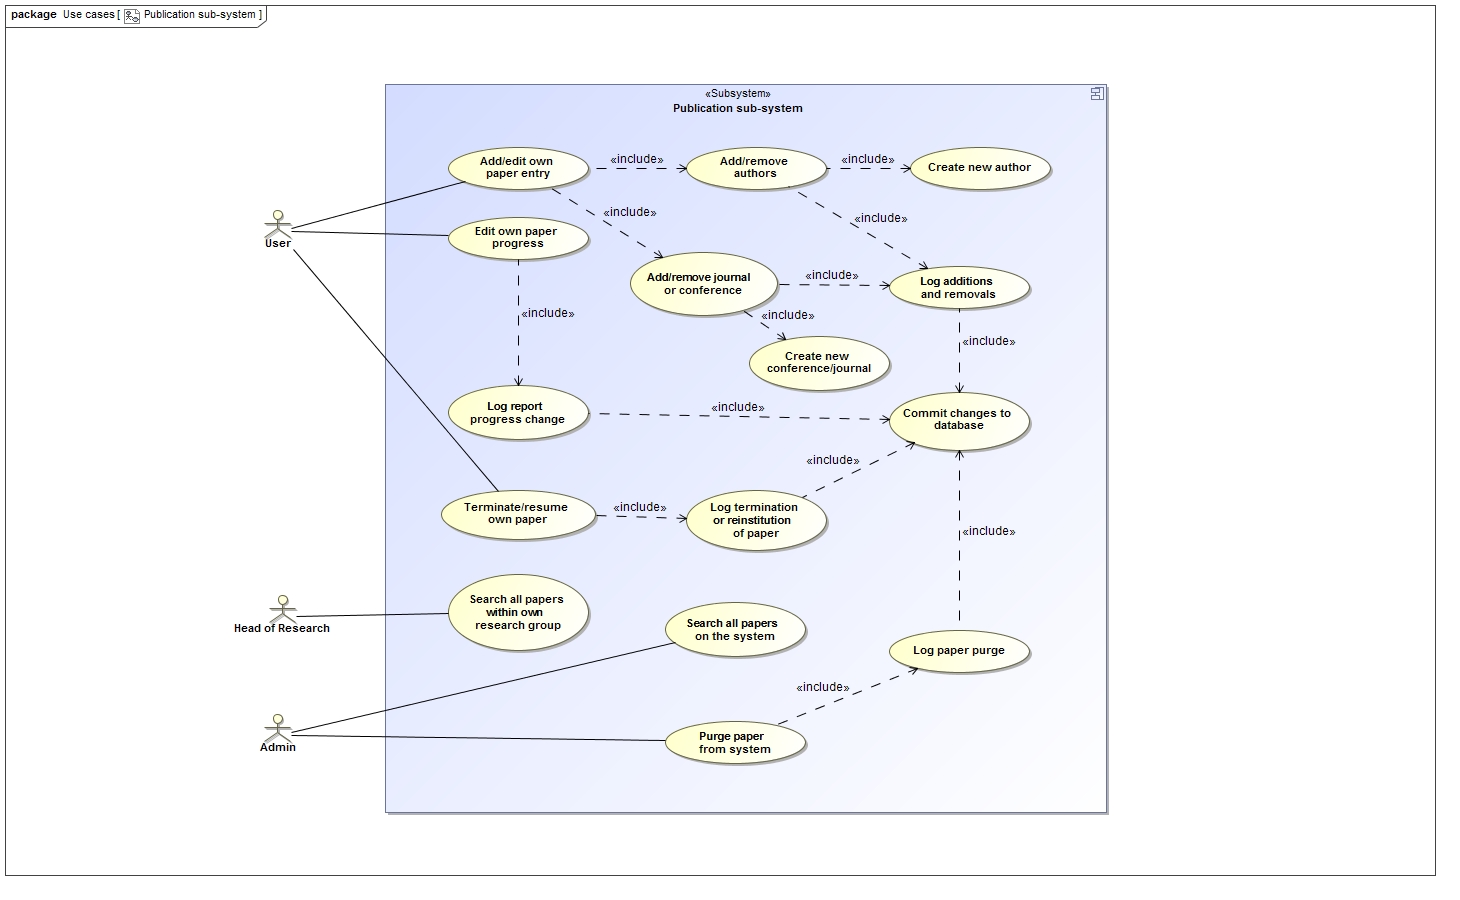 package Use cases [ Publication sub-system ]
«Subsystem»
Publication sub-system
Add/edit own
paper entry
«include»
Add/remove
authors
«include»
Create new author
«include»
«include»
User
Edit own paper
progress
Add/remove journal
or conference
«include»
Log additions
and removals
«include»
«include»
«include»
Create new
conference/journal
Log report
progress change
«include»
Commit changes to
database
«include»
Terminate/resume
own paper
«include»
Log termination
or reinstitution
of paper
«include»
Head of Research
Search all papers
within own
research group
Search all papers
on the system
Log paper purge
«include»
Admin
Purge paper
from system